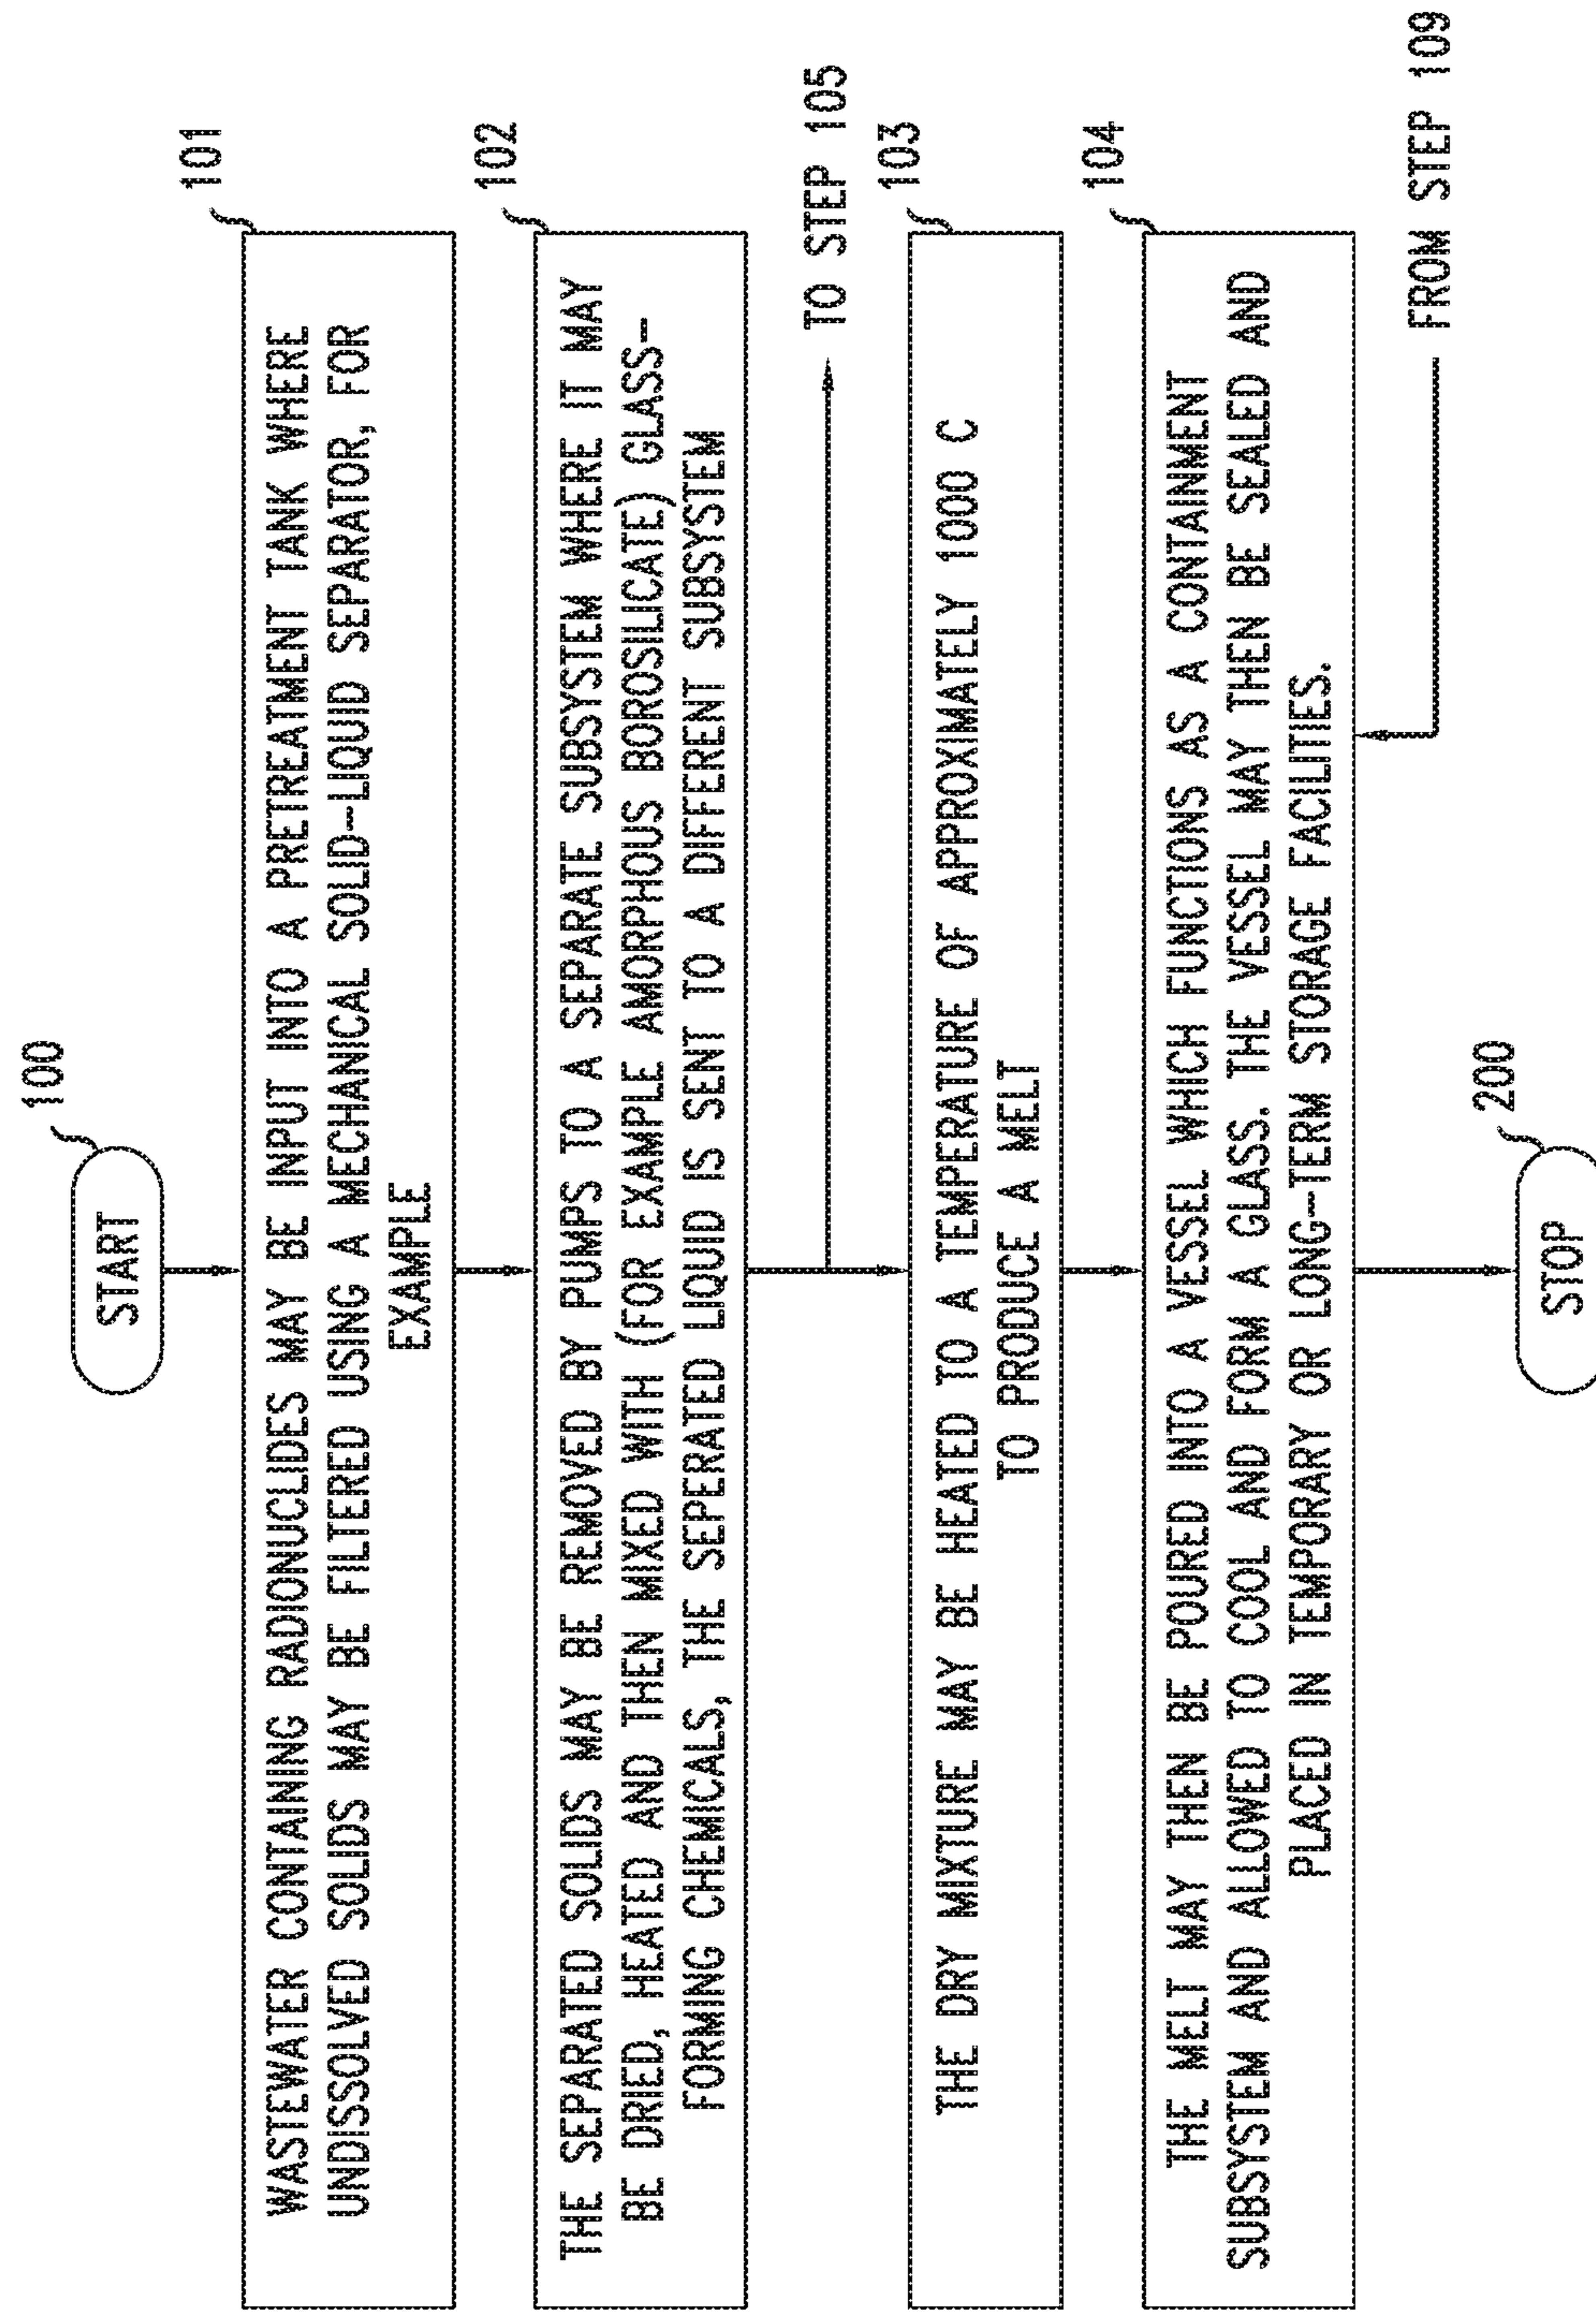 100
START
101
WASTEWATER CONTAINING RADIONUCLIDES MAY BE INPUT INTO A PRETREATMENT TANK WHERE
UNDISSOLVED SOLIDS MAY BE FILTERED USING A MECHANICAL SOLID-LIQUID SEPARATOR, FOR
EXAMPLE
102
THE SEPARATED SOLIDS MAY BE REMOVED BY PUMPS TO A SEPARATE SUBSYSTEM WHERE IT MAY
BE DRIED, HEATED AND THEN MIXED WITH (FOR EXAMPLE AMORPHOUS BOROSILICATE) GLASS-
FORMING CHEMICALS, THE SEPERATED LIQUID IS SENT TO A DIFFERENT SUBSYSTEM
TO STEP 105
103
THE DRY MIXTURE MAY BE HEATED TO A TEMPERATURE OF APPROXIMATELY 1000 C
TO PRODUCE A MELT
104
THE MELT MAY THEN BE POURED INTO A VESSEL WHICH FUNCTIONS AS A CONTAINMENT
SUBSYSTEM AND ALLOWED TO COOL AND FORM A GLASS. THE VESSEL MAY THEN BE SEALED AND
PLACED IN TEMPORARY OR LONG-TERM STORAGE FACILITIES.
FROM STEP 109
200
STOP